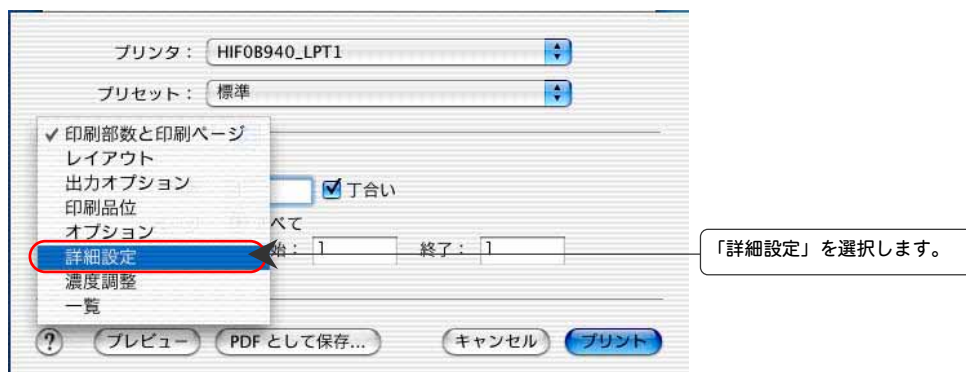 プリンタ： HIF0B940_LPT1
プリセット： 標準
✓ 印刷部数と印刷ページ
レイアウト
出力オプション
印刷品位
オプション
詳細設定
濃度調整
一覧
丁合い
べて
始： 1 終了： 1
「詳細設定」を選択します。
? プレビュー PDF として保存... キャンセル プリント